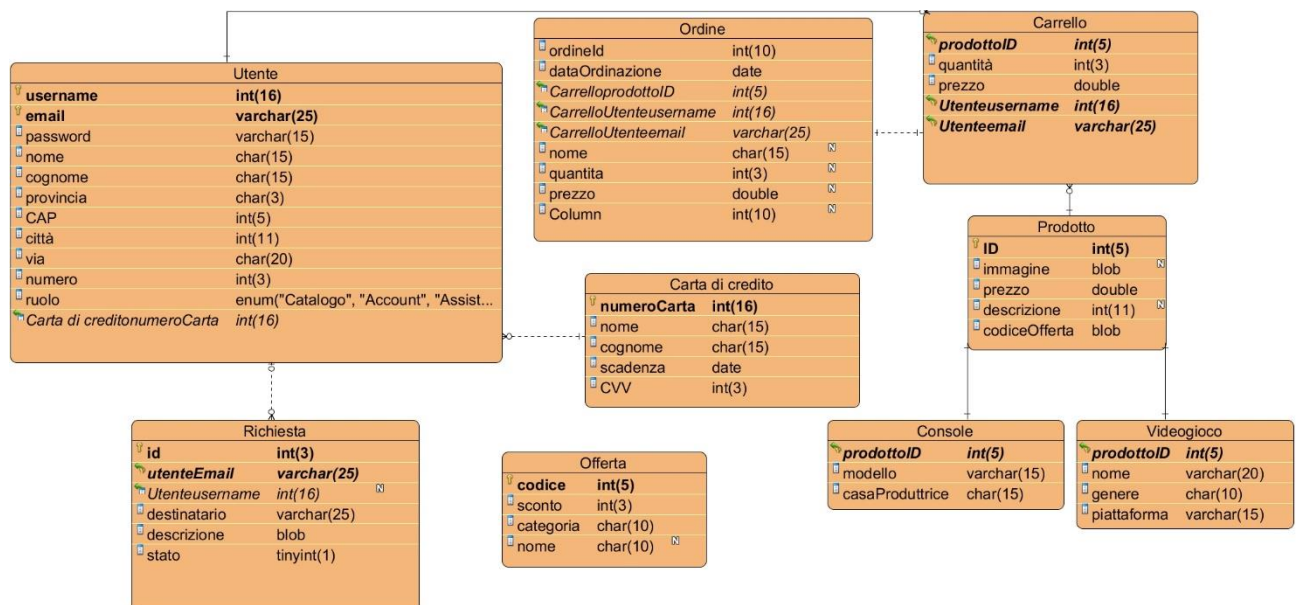 Utente
username int(16)
email varchar(25)
password varchar(15)
nome char(15)
cognome char(15)
provincia char(3)
CAP int(5)
città int(11)
via char(20)
numero int(3)
ruolo enum("Catalogo", "Account", "Assist...
Carta di creditonumeroCarta int(16)
Ordine
ordineId int(10)
dataOrdinazione date
CarrelloprodottoID int(5)
CarrelloUtenteusername int(16)
CarrelloUtenteemail varchar(25)
nome char(15) N
quantita int(3) N
prezzo double N
Column int(10) N
Carrello
prodottoID int(5)
quantità int(3)
prezzo double
Utenteusername int(16)
Utenteemail varchar(25)
Prodotto
ID int(5)
immagine blob N
prezzo double
descrizione int(11) N
codiceOfferta blob
Carta di credito
numeroCarta int(16)
nome char(15)
cognome char(15)
scadenza date
CVV int(3)
Richiesta
id int(3)
utenteEmail varchar(25)
Utenteusername int(16) N
destinatario varchar(25)
descrizione blob
stato tinyint(1)
Offerta
codice int(5)
sconto int(3)
categoria char(10)
nome char(10) N
Console
prodottoID int(5)
modello varchar(15)
casaProduttrice char(15)
Videogioco
prodottoID int(5)
nome varchar(20)
genere char(10)
piattaforma varchar(15)